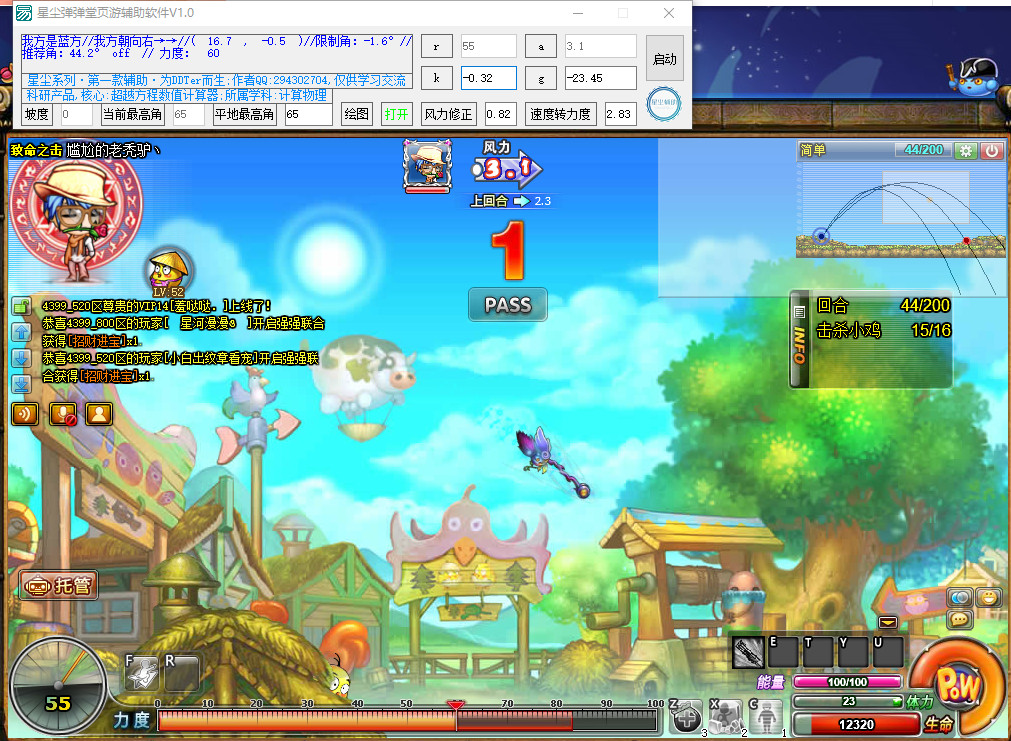 星尘弹弹堂页游辅助软件V1.0
我方是蓝方//我方朝向右→→//( 16.7 , -0.5 )//限制角：-1.6°//
推荐角：44.2° off // 力度： 60
星尘系列·第一款辅助·为DDTer而生;作者QQ:294302704,仅供学习交流
科研产品,核心:超越方程数值计算器;所属学科:计算物理
r 55 a 3.1
k -0.32 g -23.45
启动
坡度 0 当前最高角 65 平地最高角 65 绘图 打开 风力修正 0.82 速度转力度 2.83
星尘辅助
致命之击 尴尬的老秃驴丶
风力
3.1
上回合 2.3
1
PASS
简单 44/200
INFO
回合 44/200
击杀小鸡 15/16
LV:52
4399_520区尊贵的VIP14[羞哒哒．]上线了！
恭喜4399_800区的玩家[ 星河漫漫
]开启强强联合
获得[招财进宝]x1.
恭喜4399_520区的玩家[小白出纹章看宠]开启强强联
合获得[招财进宝]x1.
托管
55
F R
力度
0 10 20 30 40 50 70 80 90 100
Z 3 X 2 C 1
E T Y U
能量 100/100
23 体力
12320 生命
POW